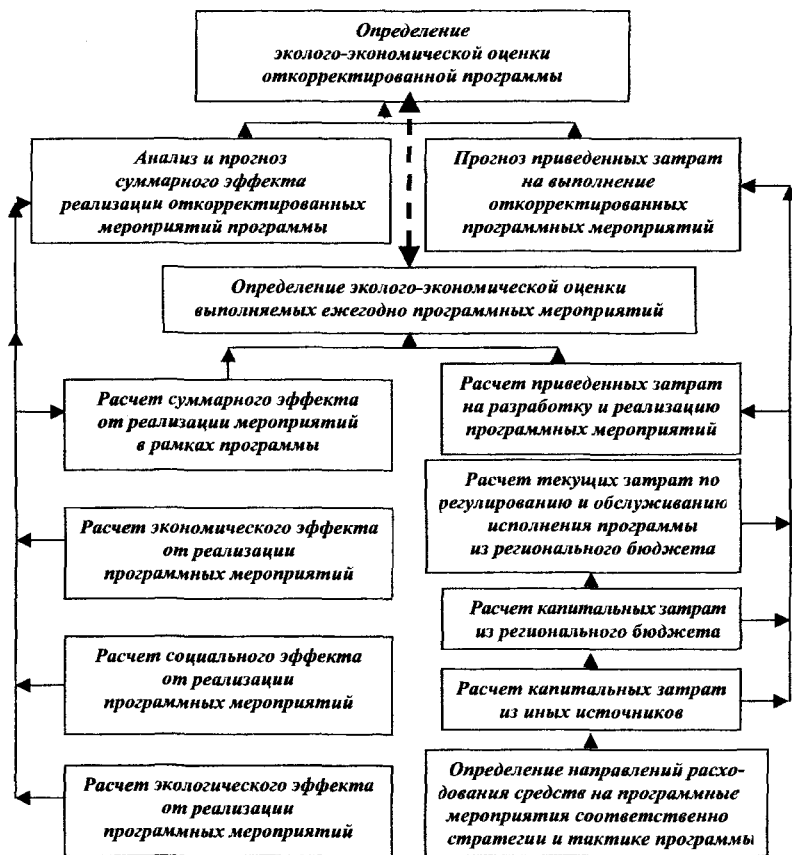 Определение
эколого-экономической оценки
откорректированной программы
Анализ и прогноз
суммарного эффекта
реализации откорректированных
мероприятий программы
Прогноз приведенных затрат
на выполнение
откорректированных
программных мероприятий
Определение эколого-экономической оценки
выполняемых ежегодно программных мероприятий
Расчет суммарного эффекта
от реализации мероприятий
в рамках программы
Расчет приведенных затрат
на разработку и реализацию
программных мероприятий
Расчет экономического эффекта
от реализации
программных мероприятий
Расчет текущих затрат по
регулированию и обслуживанию
исполнения программы
из регионального бюджета
Расчет капитальных затрат
из регионального бюджета
Расчет социального эффекта
от реализации
программных мероприятий
Расчет капитальных затрат
из иных источников
Расчет экологического эффекта
от реализации
программных мероприятий
Определение направлений расхо-
дования средств на программные
мероприятия соответственно
стратегии и тактике программы